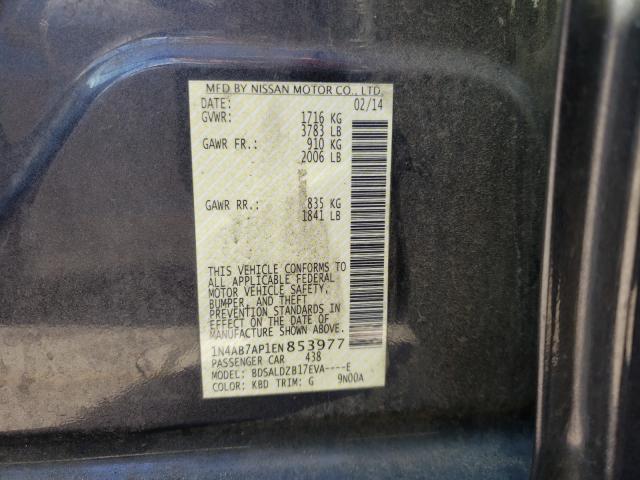 MFD BY NISSAN MOTOR CO., LTD.
DATE: 02/14
GVWR: 1716 KG
3783 LB
GAWR FR.: 910 KG
2006 LB
GAWR RR.: 835 KG
1841 LB
THIS VEHICLE CONFORMS TO
ALL APPLICABLE FEDERAL
MOTOR VEHICLE SAFETY,
BUMPER, AND THEFT
PREVENTION STANDARDS IN
EFFECT ON THE DATE OF
MANUFACTURE SHOWN ABOVE.
1N4AB7AP1EN853977
PASSENGER CAR 438
MODEL: BDSALDZB17EVA----E
COLOR: KBD TRIM: G 9N00A